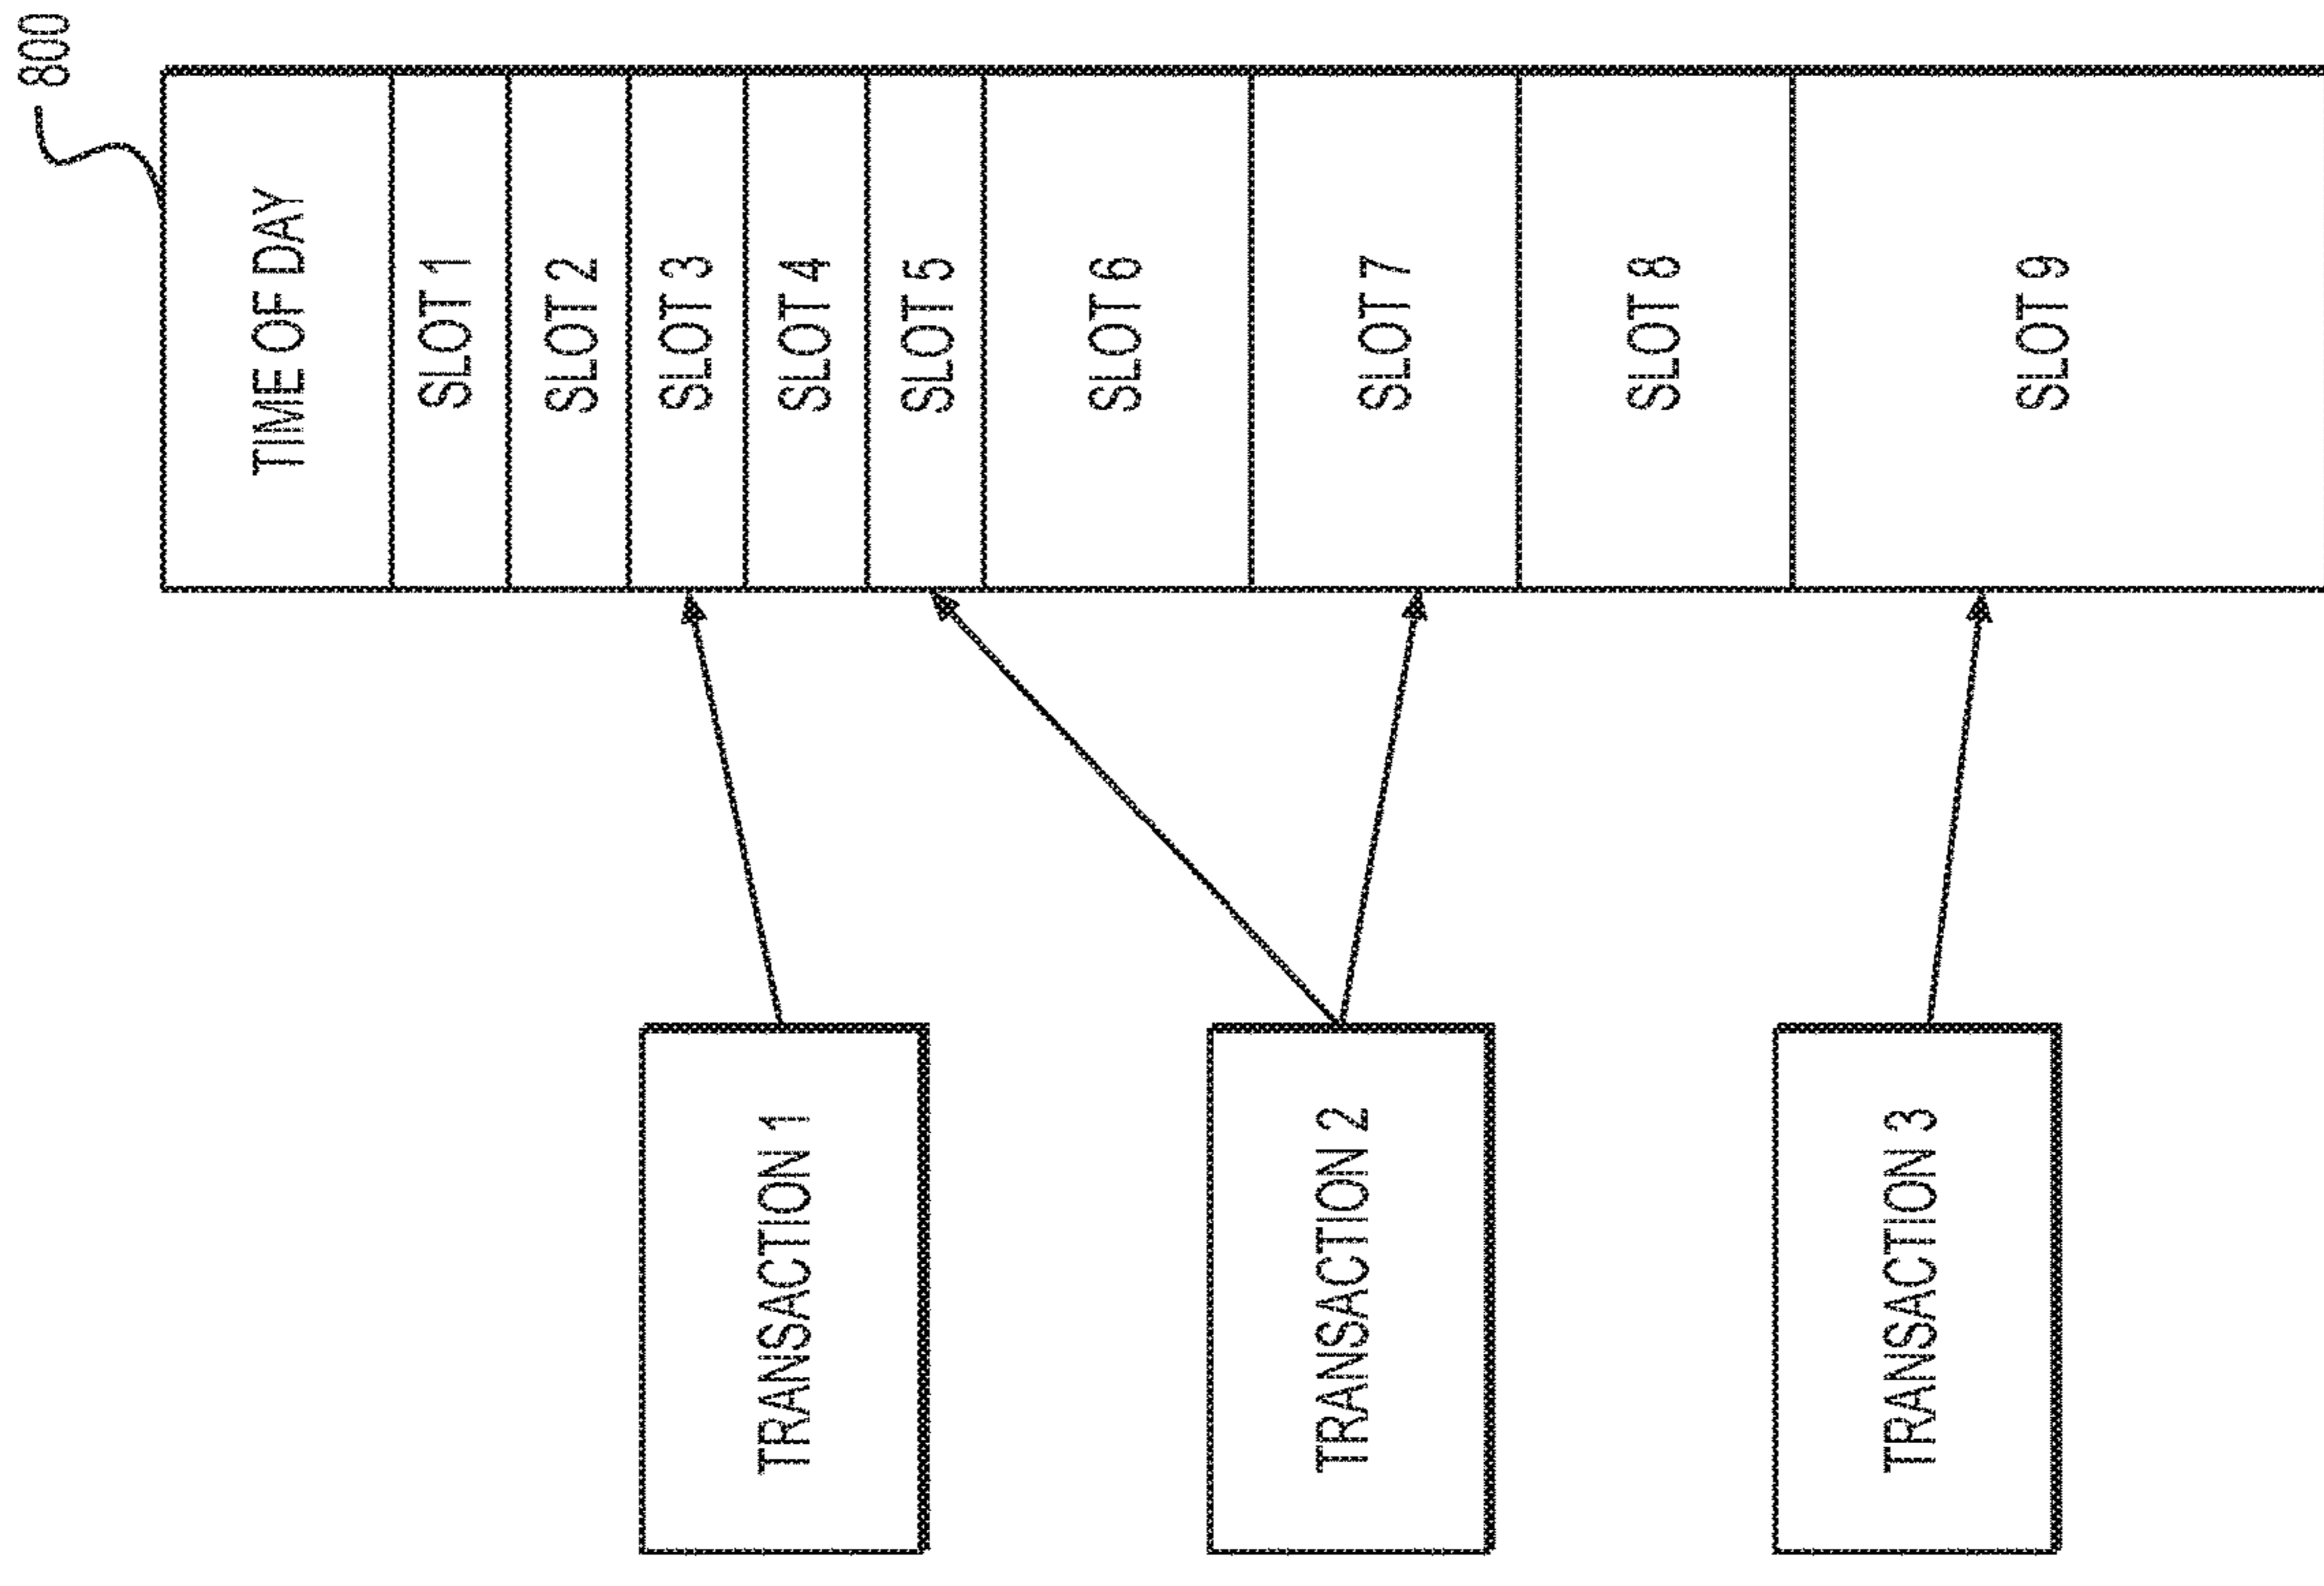 800
TIME OF DAY
SLOT 1
SLOT 2
SLOT 3
SLOT 4
SLOT 5
SLOT 6
SLOT 7
SLOT 8
SLOT 9
TRANSACTION 1
TRANSACTION 2
TRANSACTION 3